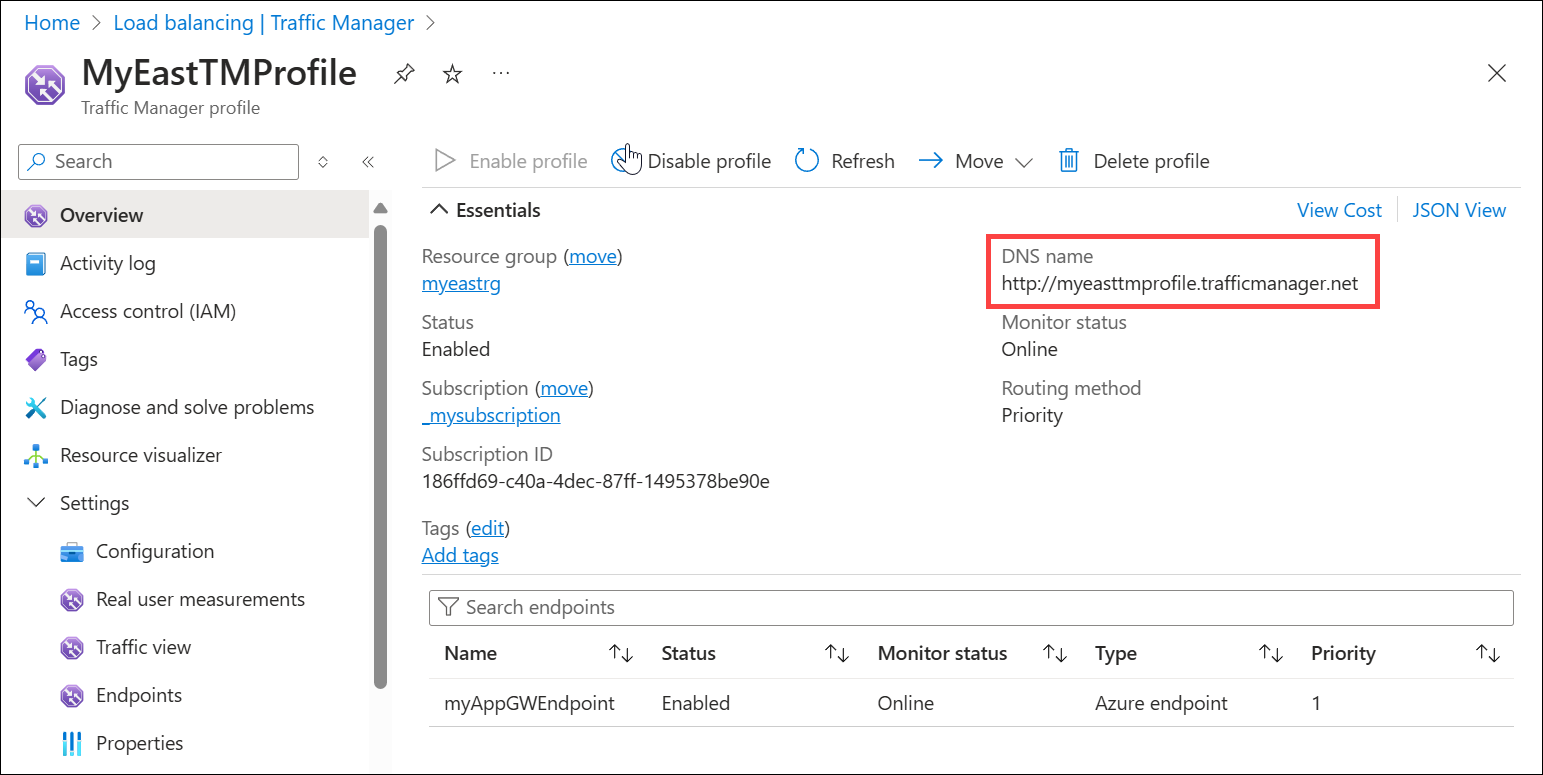 Home > Load balancing | Traffic Manager >
MyEastTMProfile ...
Traffic Manager profile
Search
Enable profile Disable profile Refresh Move Delete profile
Overview
Activity log
Access control (IAM)
Tags
Diagnose and solve problems
Resource visualizer
Settings
Configuration
Real user measurements
Traffic view
Endpoints
Properties
Essentials View Cost JSON View
Resource group (move)
myeastrg
Status
Enabled
Subscription (move)
_mysubscription
Subscription ID
186ffd69-c40a-4dec-87ff-1495378be90e
Tags (edit)
Add tags
DNS name
http://myeasttmprofile.trafficmanager.net
Monitor status
Online
Routing method
Priority
Search endpoints
Name Status Monitor status Type Priority
myAppGWEndpoint Enabled Online Azure endpoint 1